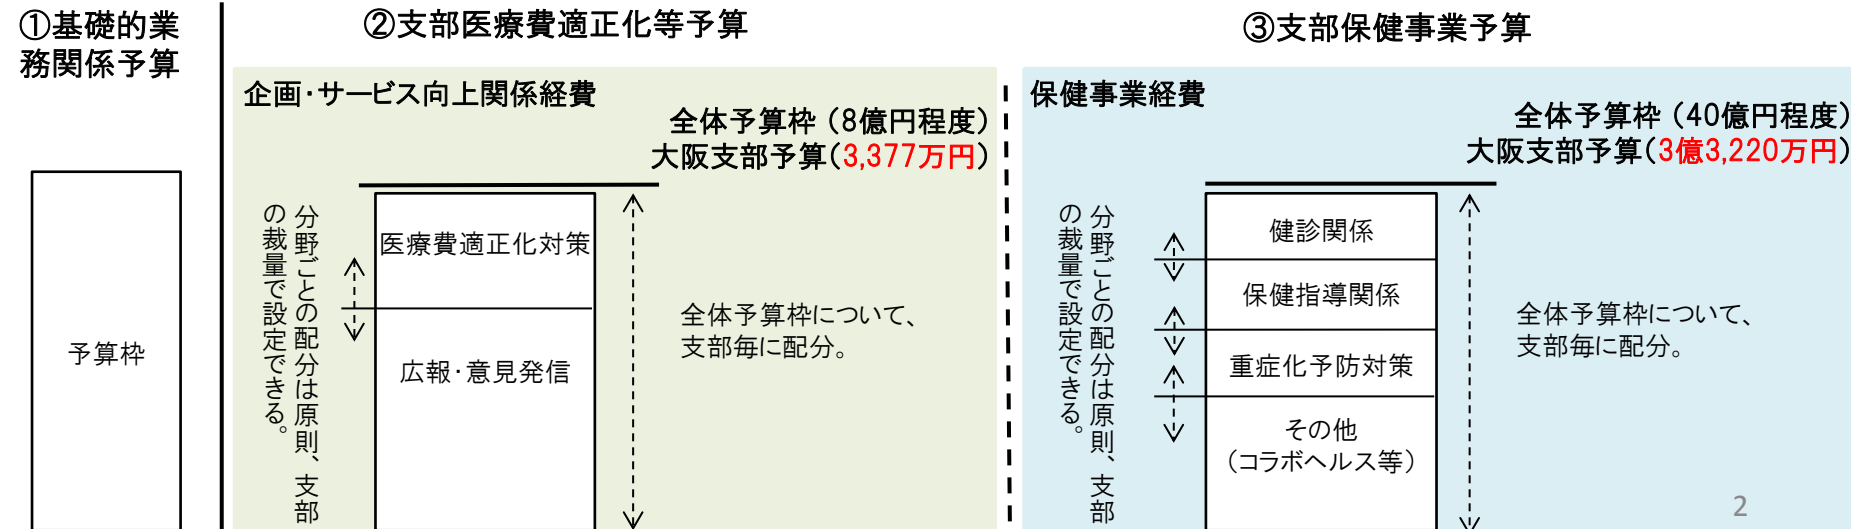 ①基礎的業
務関係予算
予算枠
②支部医療費適正化等予算
企画・サービス向上関係経費
全体予算枠（8億円程度）
大阪支部予算（3,377万円）
分野ごとの配分は原則、支部
の裁量で設定できる。
医療費適正化対策
広報・意見発信
全体予算枠について、
支部毎に配分。
③支部保健事業予算
保健事業経費
全体予算枠（40億円程度）
大阪支部予算（3億3,220万円）
分野ごとの配分は原則、支部
の裁量で設定できる。
健診関係
保健指導関係
重症化予防対策
その他
（コラボヘルス等）
全体予算枠について、
支部毎に配分。
2